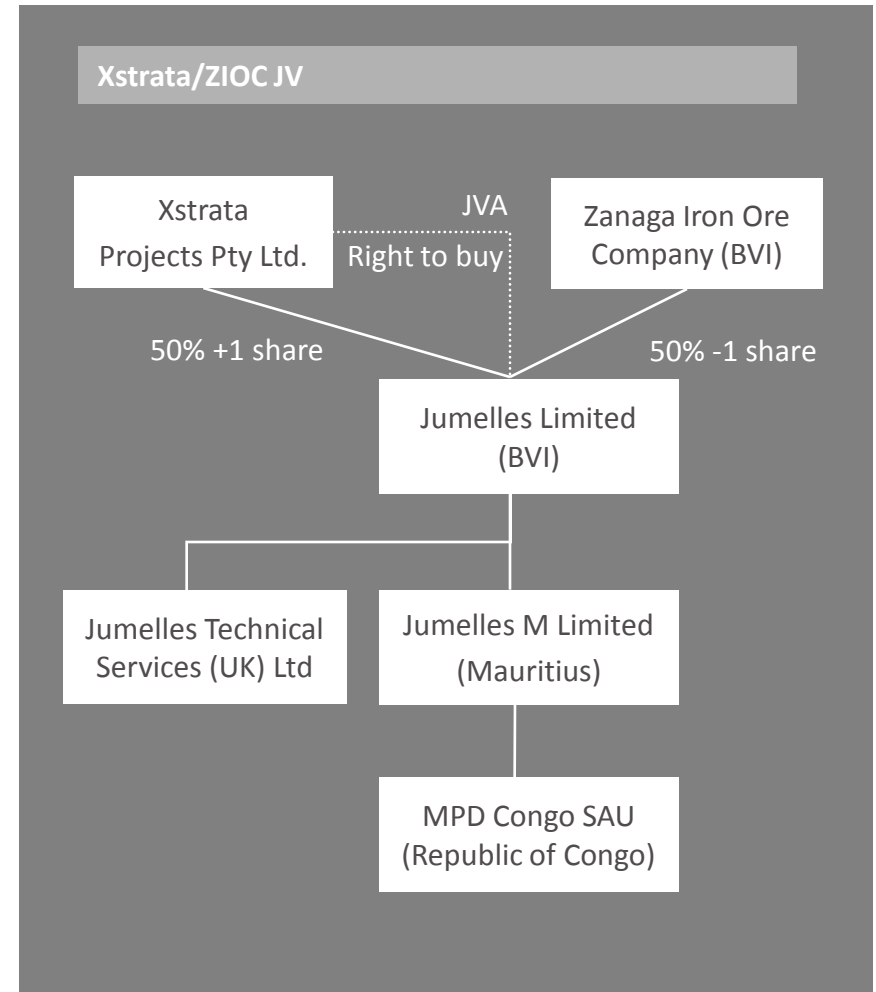 Xstrata/ZIOC JV
Xstrata
Projects Pty Ltd.
JVA
Right to buy
Zanaga Iron Ore
Company (BVI)
50% +1 share
50% -1 share
Jumelles Limited
(BVI)
Jumelles Technical
Services (UK) Ltd
Jumelles M Limited
(Mauritius)
MPD Congo SAU
(Republic of Congo)